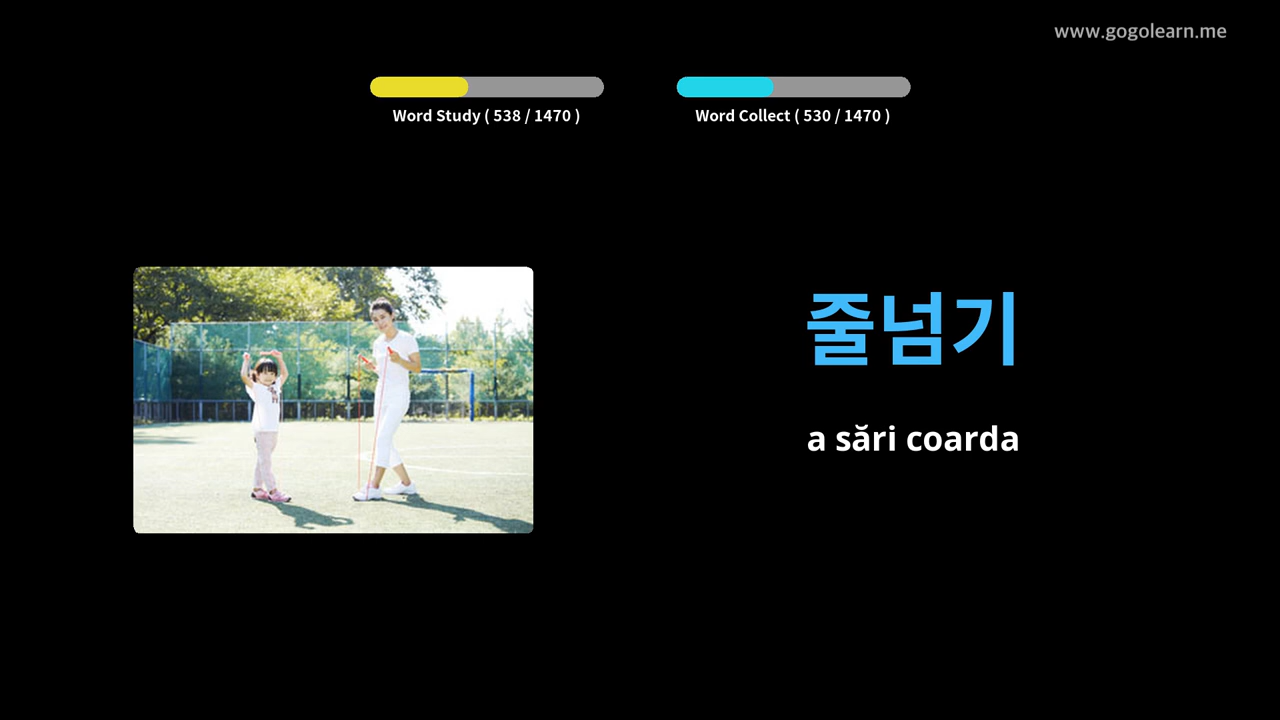 www.gogolearn.me
Word Study ( 538 / 1470 )
Word Collect ( 530 / 1470 )
줄넘기
a sări coarda